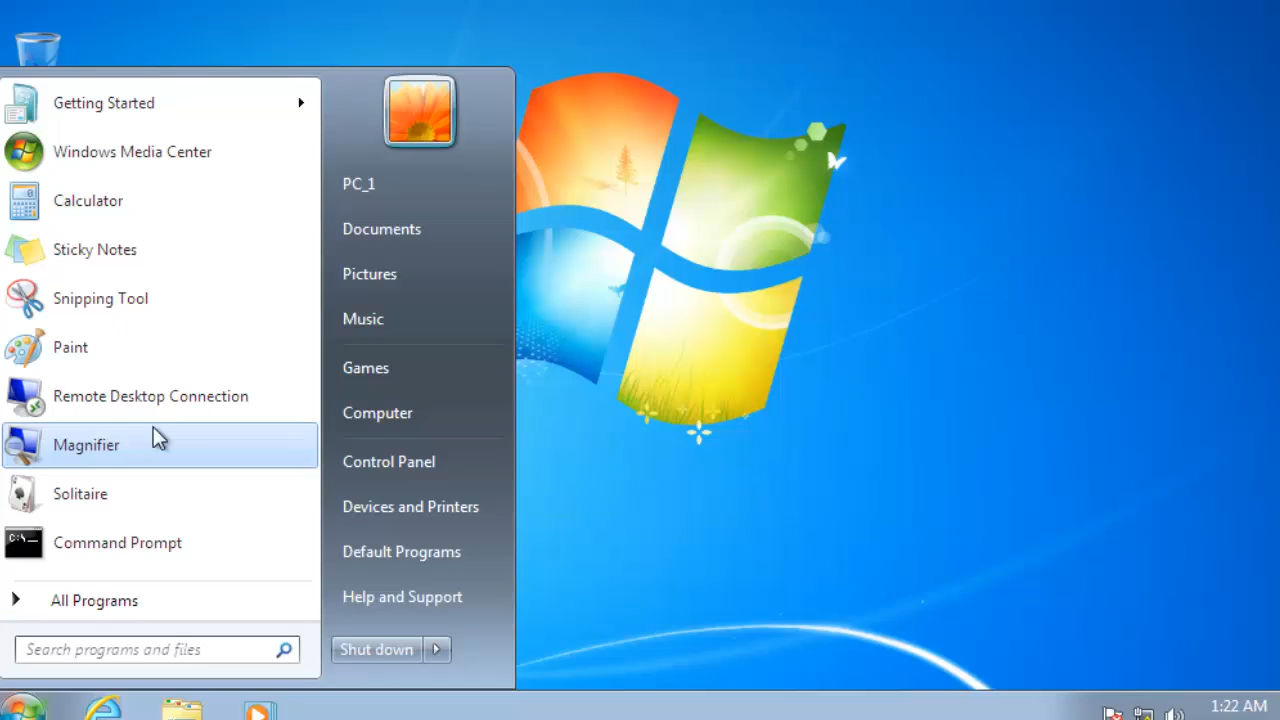 Getting Started
Windows Media Center
Calculator
Sticky Notes
Snipping Tool
Paint
Remote Desktop Connection
Magnifier
Solitaire
C:\_
Command Prompt
All Programs
Search programs and files
PC_1
Documents
Pictures
Music
Games
Computer
Control Panel
Devices and Printers
Default Programs
Help and Support
Shut down
1:22 AM